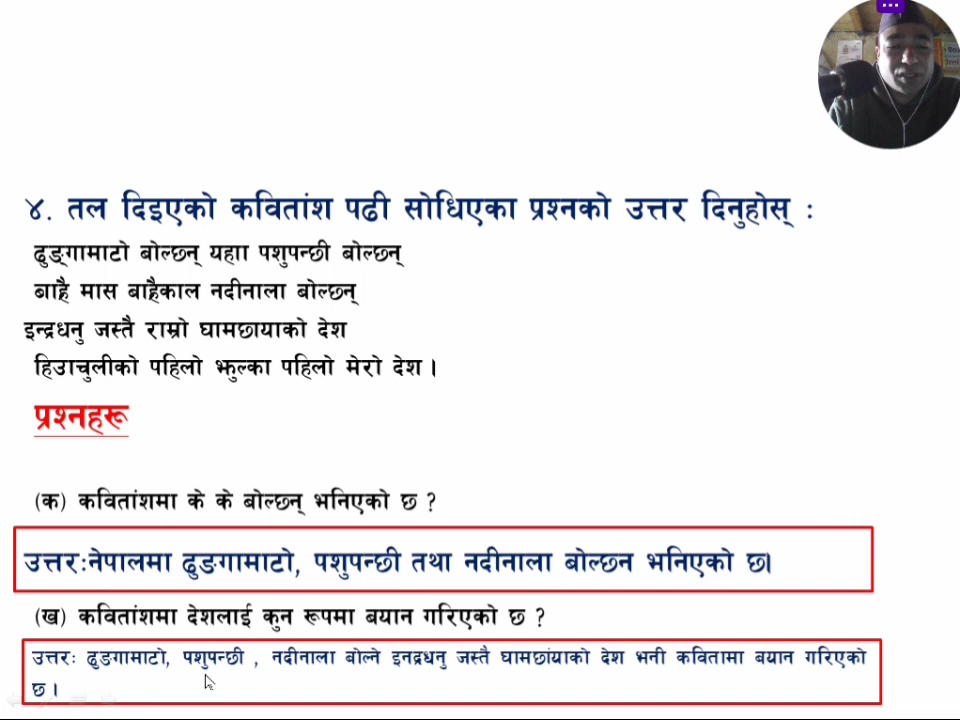 ४. तल दिइएको कवितांश पढी सोधिएका प्रश्नको उत्तर दिनुहोस् :
ढुङ्गामाटो बोल्छन् यहाा पशुपन्छी बोल्छन्
बाह्रै मास बाह्रैकाल नदीनाला बोल्छन्
इन्द्रधनु जस्तै राम्रो घामछायाको देश
हिउाचुलीको पहिलो झुल्का पहिलो मेरो देश ।
प्रश्नहरू
(क) कवितांशमा के के बोल्छन् भनिएको छ ?
उत्तरःनेपालमा ढुङगामाटो, पशुपन्छी तथा नदीनाला बोल्छन भनिएको छ।
(ख) कवितांशमा देशलाई कुन रूपमा बयान गरिएको छ ?
उत्तरः ढुङगामाटो, पशुपन्छी , नदीनाला बोल्ने इनद्रधनु जस्तै घामछांयाको देश भनी कवितामा बयान गरिएको
छ ।